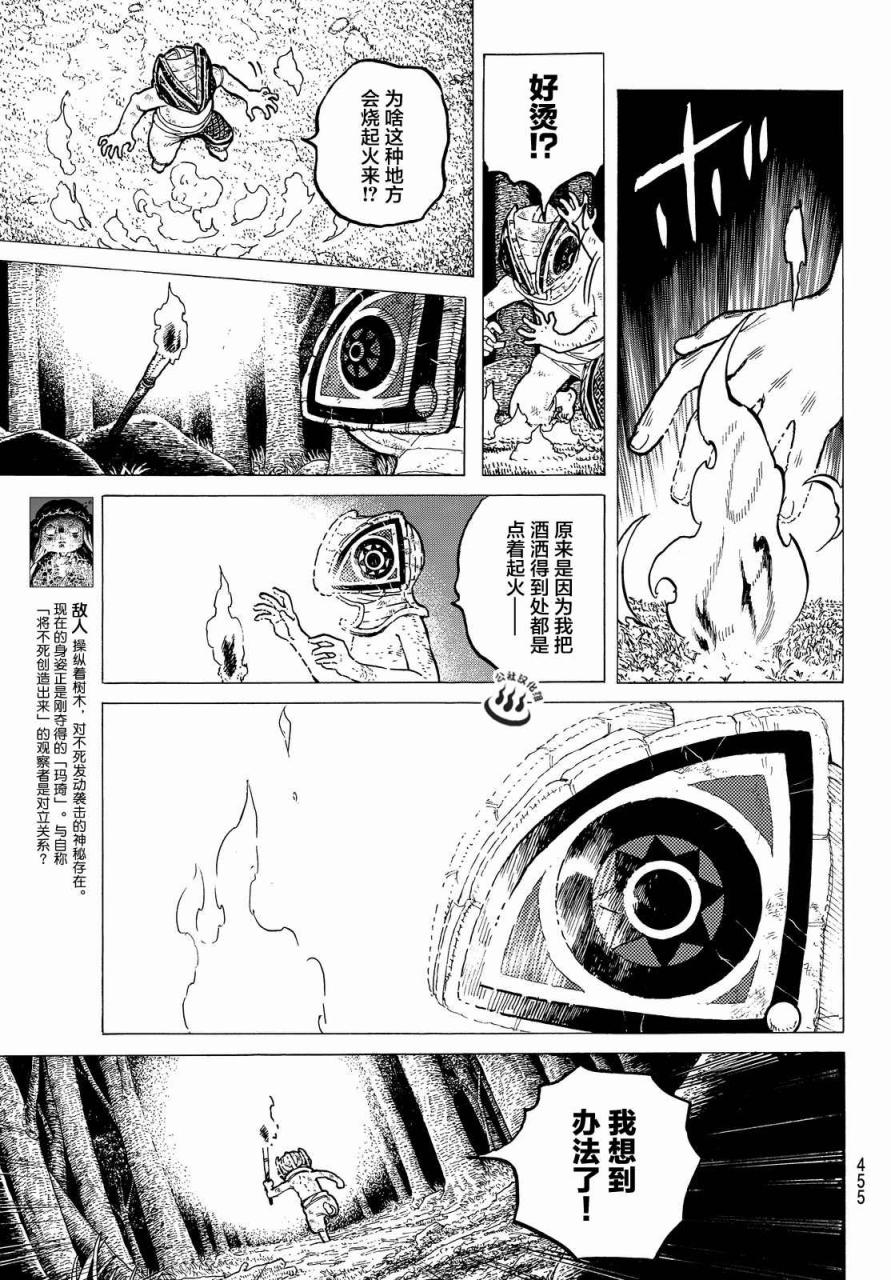 好烫!?
为啥这种地方
会烧起火来!?
原来是因为我把
酒洒得到处都是
点着起火——
公社汉化组
敌人 操纵着树木，对不死发动袭击的神秘存在。
现在的身姿正是刚夺得的「玛琦」。与自称
「将不死创造出来」的观察者是对立关系？
我想到
办法了！
455